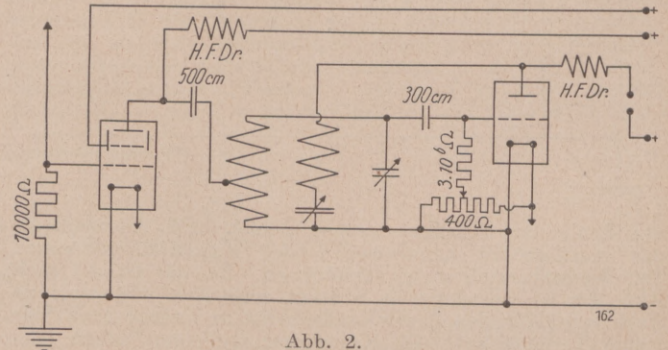 H.F.Dr.
500cm
300cm
H.F.Dr.
10000Ω
3.10⁶Ω
400Ω
162
Abb. 2.